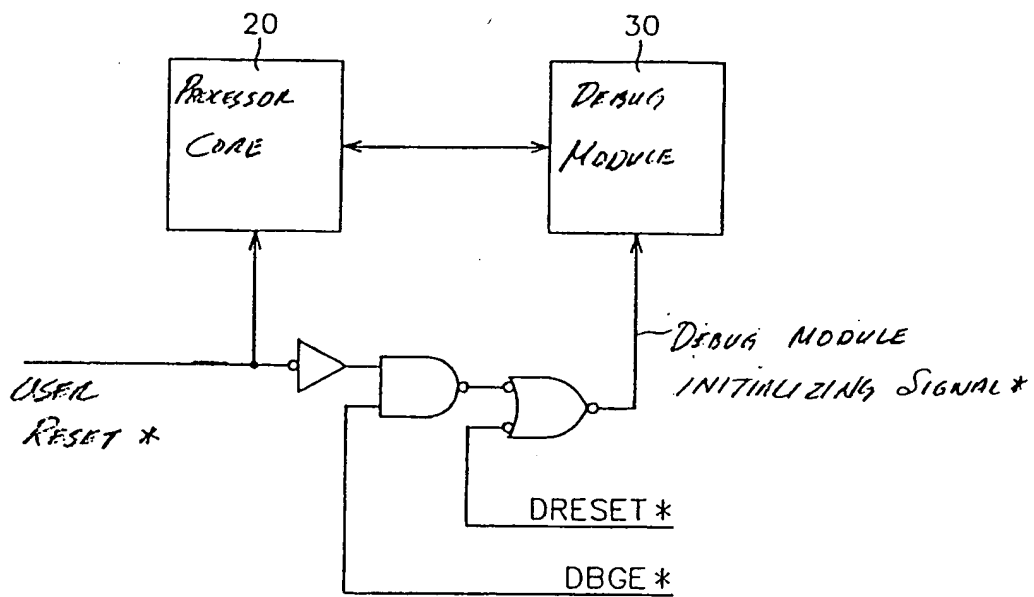 20
30
PROCESSOR
CORE
DEBUG
MODULE
DEBUG MODULE
INITIALIZING SIGNAL*
USER
RESET *
DRESET*
DBGE*